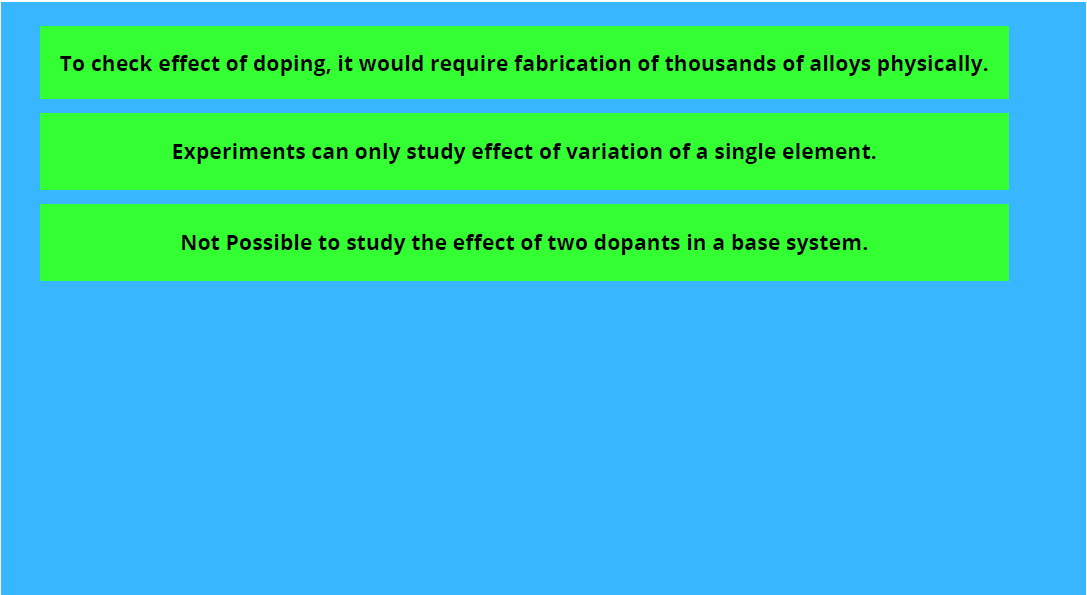 To check effect of doping, it would require fabrication of thousands of alloys physically.
Experiments can only study effect of variation of a single element.
Not Possible to study the effect of two dopants in a base system.